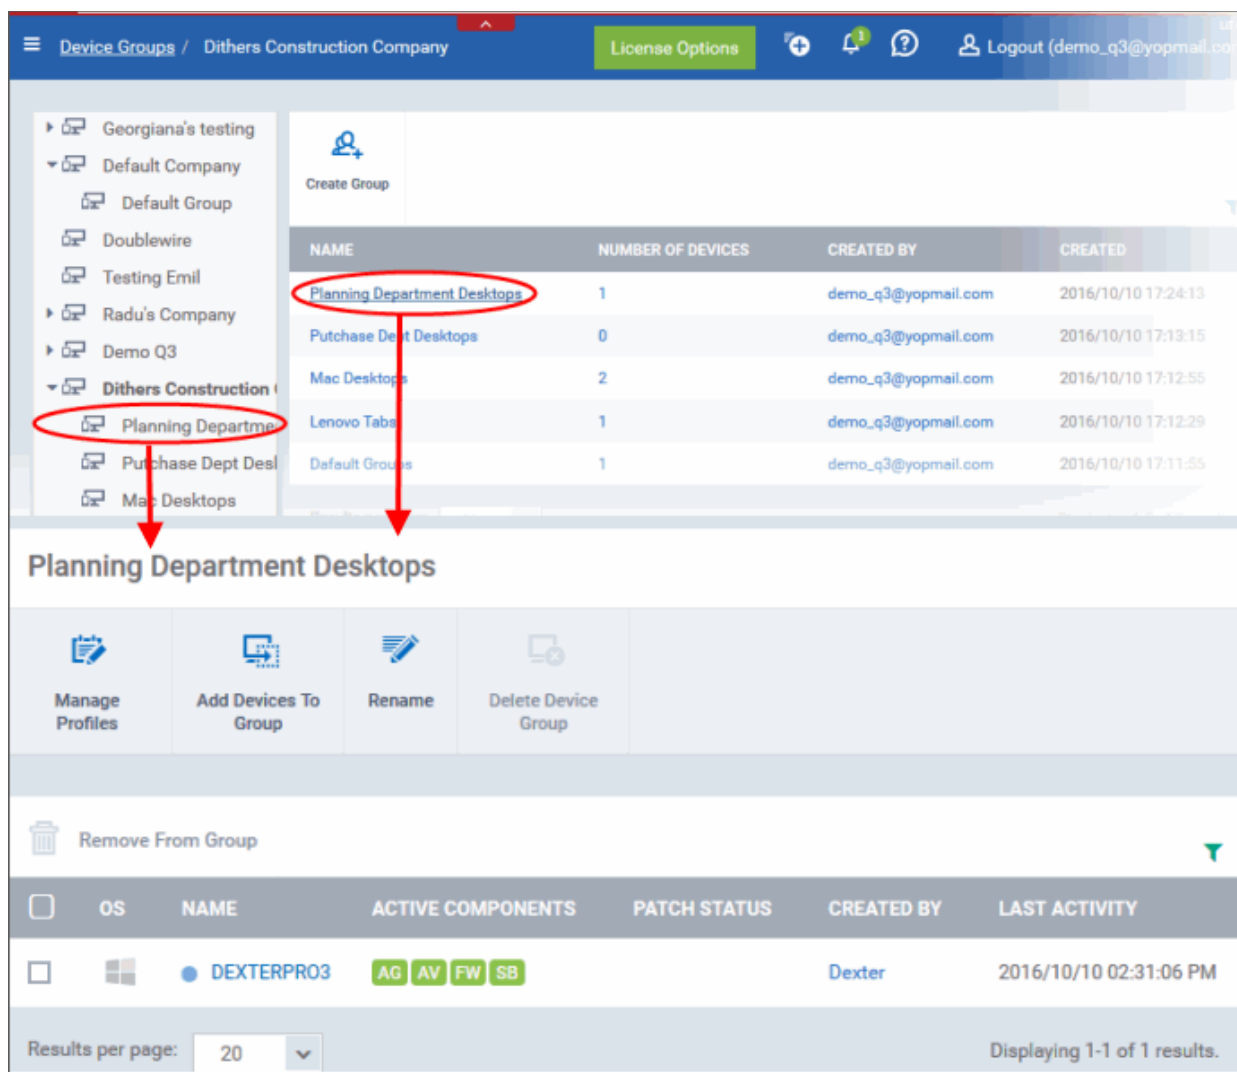 Device Groups / Dithers Construction Company License Options 1 Logout (demo_q3@yopmail.co
Georgiana's testing
Default Company
Default Group
Doublewire
Testing Emil
Radu's Company
Demo Q3
Dithers Construction
Planning Departme
Putchase Dept Desl
Mac Desktops
Create Group
NAME NUMBER OF DEVICES CREATED BY CREATED
Planning Department Desktops 1 demo_q3@yopmail.com 2016/10/10 17:24:13
Putchase Dept Desktops 0 demo_q3@yopmail.com 2016/10/10 17:13:15
Mac Desktops 2 demo_q3@yopmail.com 2016/10/10 17:12:55
Lenovo Tabs 1 demo_q3@yopmail.com 2016/10/10 17:12:29
Dafault Groups 1 demo_q3@yopmail.com 2016/10/10 17:11:55
Planning Department Desktops
Manage Profiles
Add Devices To Group
Rename
Delete Device Group
Remove From Group
OS NAME ACTIVE COMPONENTS PATCH STATUS CREATED BY LAST ACTIVITY
DEXTERPRO3 AG AV FW SB Dexter 2016/10/10 02:31:06 PM
Results per page: 20 Displaying 1-1 of 1 results.